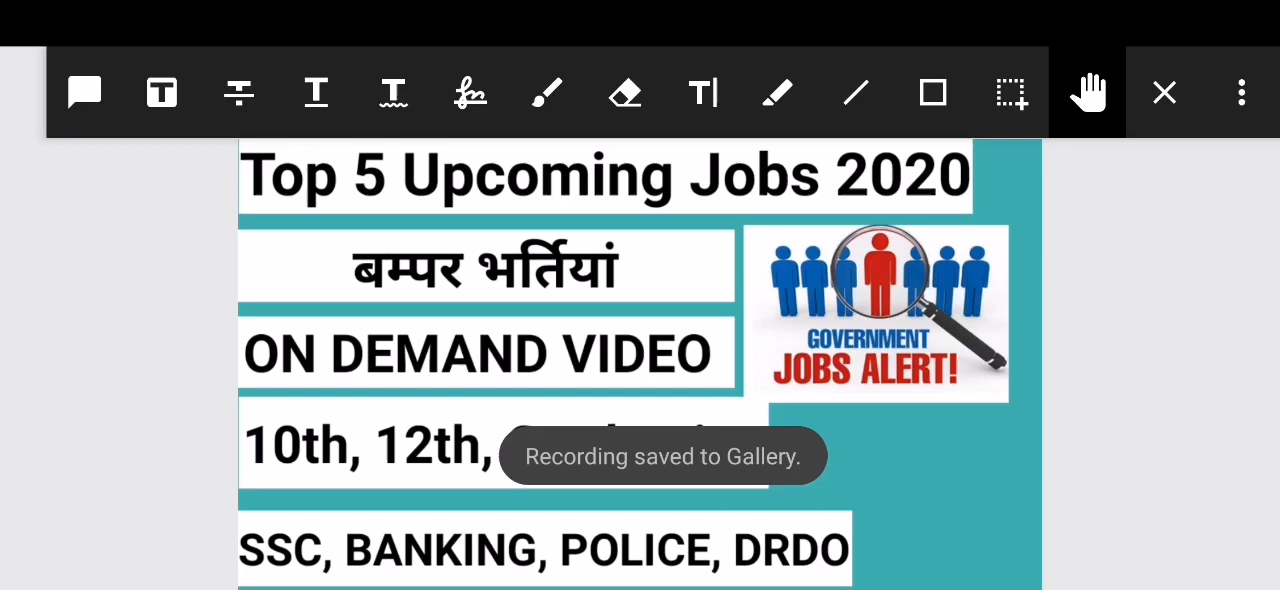 Top 5 Upcoming Jobs 2020
बम्पर भर्तियां
GOVERNMENT
JOBS ALERT!
ON DEMAND VIDEO
10th, 12th,
Recording saved to Gallery.
SSC, BANKING, POLICE, DRDO